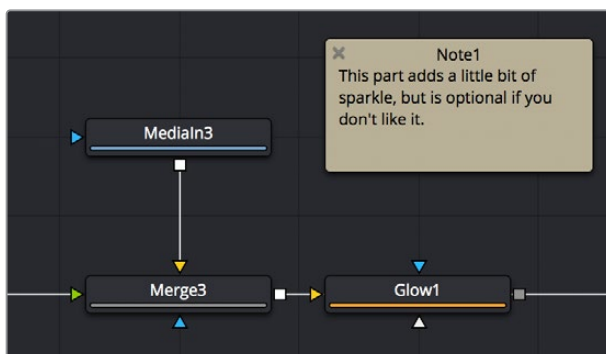 Note1
This part adds a little bit of
sparkle, but is optional if you
don't like it.
MediaIn3
Merge3
Glow1